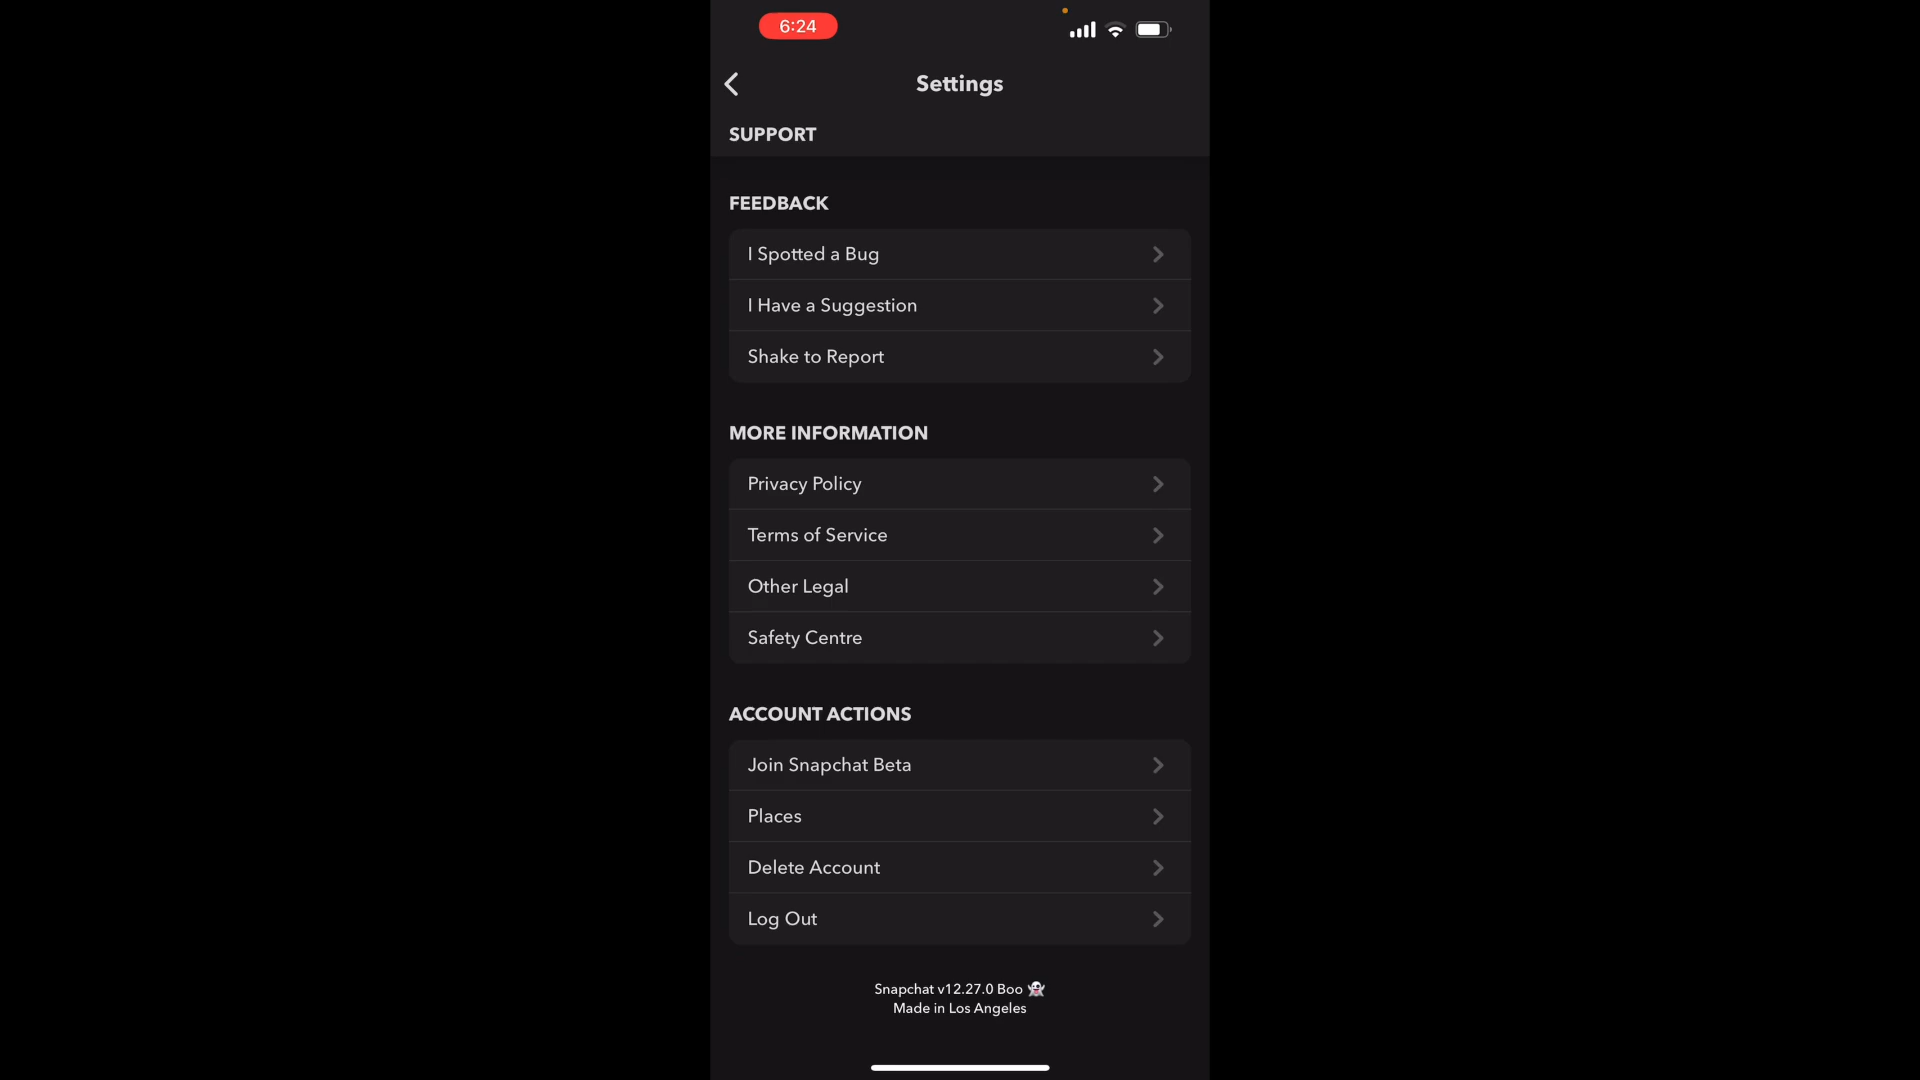 6:24
Settings
SUPPORT
FEEDBACK
I Spotted a Bug
I Have a Suggestion
Shake to Report
MORE INFORMATION
Privacy Policy
Terms of Service
Other Legal
Safety Centre
ACCOUNT ACTIONS
Join Snapchat Beta
Places
Delete Account
Log Out
Snapchat v12.27.0 Boo 👻
Made in Los Angeles